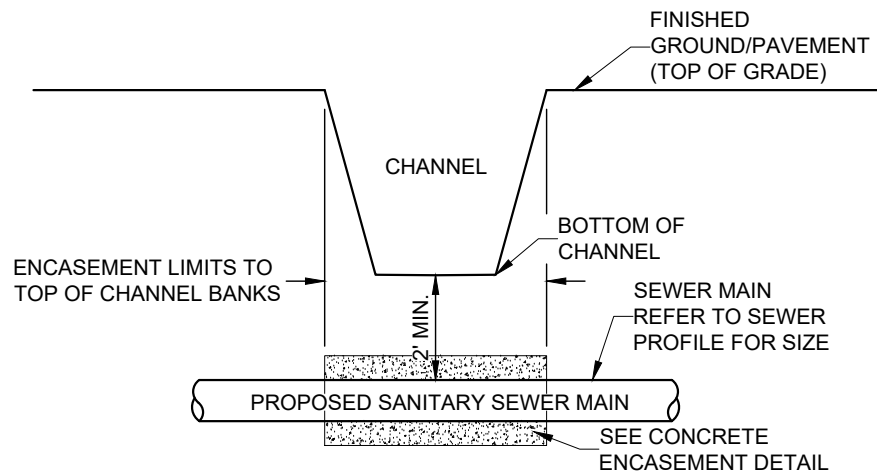 FINISHED
GROUND/PAVEMENT
(TOP OF GRADE)
CHANNEL
BOTTOM OF
CHANNEL
ENCASEMENT LIMITS TO
TOP OF CHANNEL BANKS
2' MIN.
SEWER MAIN
REFER TO SEWER
PROFILE FOR SIZE
PROPOSED SANITARY SEWER MAIN
SEE CONCRETE
ENCASEMENT DETAIL